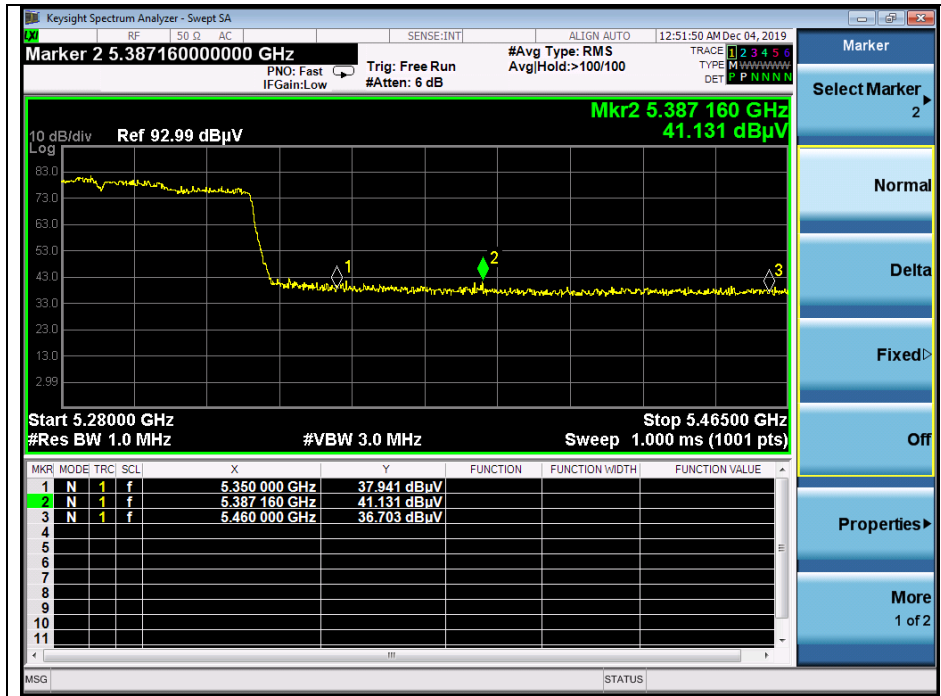 Keysight Spectrum Analyzer - Swept SA
LXI RF 50 Ω AC SENSE:INT ALIGN AUTO 12:51:50 AM Dec 04, 2019
Marker 2 5.387160000000 GHz
PNO: Fast
IFGain:Low
Trig: Free Run
#Atten: 6 dB
#Avg Type: RMS
Avg|Hold:>100/100
TRACE 1 2 3 4 5 6
TYPE M WWWWW
DET P P N N N N
Mkr2 5.387 160 GHz
41.131 dBµV
10 dB/div Ref 92.99 dBµV
Log
83.0
73.0
63.0
53.0
43.0
33.0
23.0
13.0
2.99
1
2
3
Start 5.28000 GHz Stop 5.46500 GHz
#Res BW 1.0 MHz #VBW 3.0 MHz Sweep 1.000 ms (1001 pts)
MKR MODE TRC SCL X Y FUNCTION FUNCTION WIDTH FUNCTION VALUE
1 N 1 f 5.350 000 GHz 37.941 dBµV
2 N 1 f 5.387 160 GHz 41.131 dBµV
3 N 1 f 5.460 000 GHz 36.703 dBµV
4
5
6
7
8
9
10
11
MSG STATUS
Marker
Select Marker
2
Normal
Delta
Fixed
Off
Properties
More
1 of 2